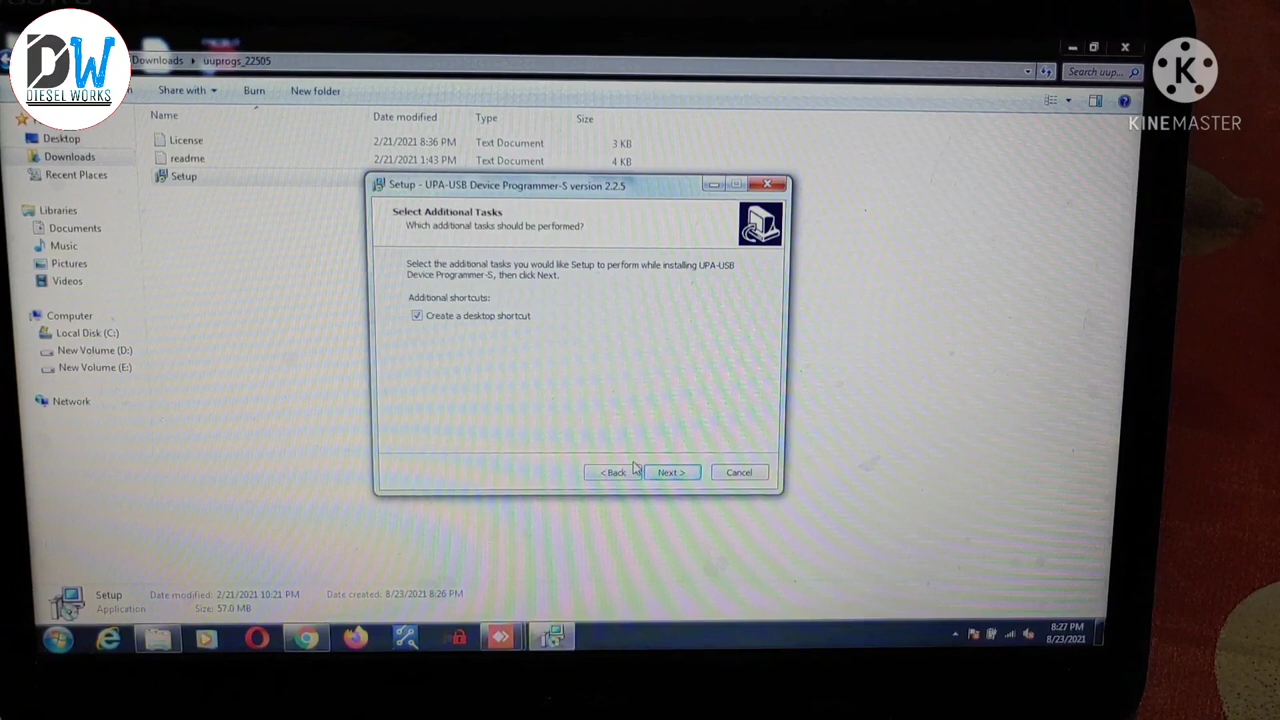 DW
DIESEL WORKS
K
KINEMASTER
Downloads
uuprogs_22505
Search uup...
Share with
Burn
New folder
Name
Date modified
Type
Size
License
2/21/2021 8:36 PM
Text Document
3 KB
readme
2/21/2021 1:43 PM
Text Document
4 KB
Setup
Desktop
Downloads
Recent Places
Libraries
Documents
Music
Pictures
Videos
Computer
Local Disk (C:)
New Volume (D:)
New Volume (E:)
Network
Setup - UPA-USB Device Programmer-S version 2.2.5
Select Additional Tasks
Which additional tasks should be performed?
Select the additional tasks you would like Setup to perform while installing UPA-USB
Device Programmer-S, then click Next.
Additional shortcuts:
Create a desktop shortcut
< Back
Next >
Cancel
Setup
Date modified: 2/21/2021 10:21 PM
Date created: 8/23/2021 8:26 PM
Application
Size: 57.0 MB
8:27 PM
8/23/2021